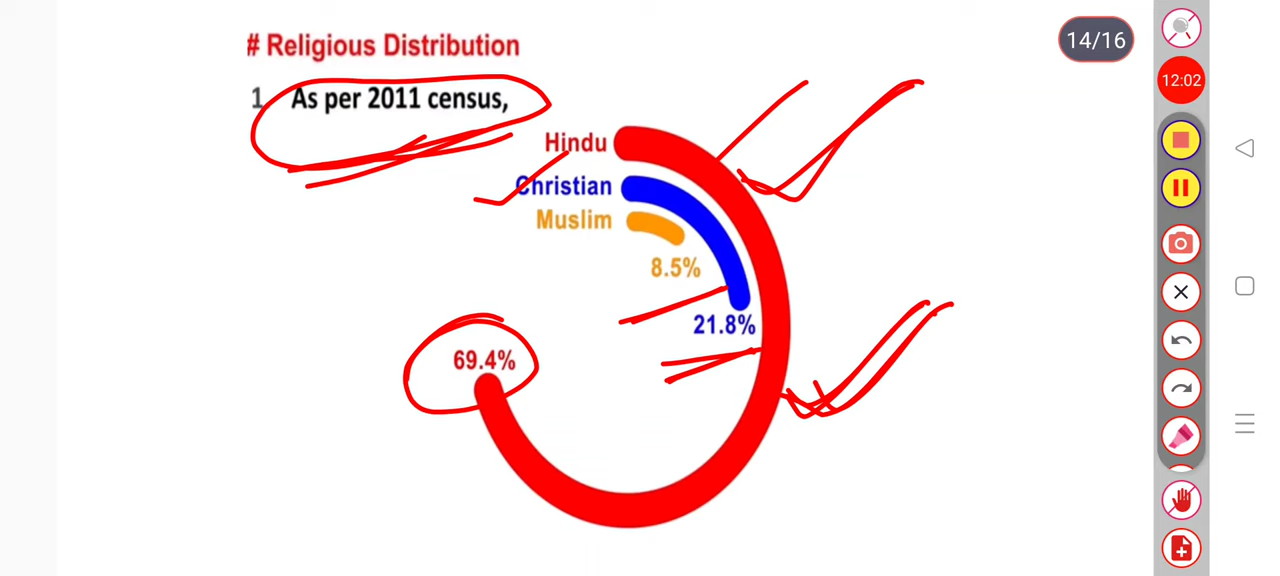 # Religious Distribution
14/16
12:02
1 As per 2011 census,
Hindu
Christian
Muslim
8.5%
21.8%
69.4%